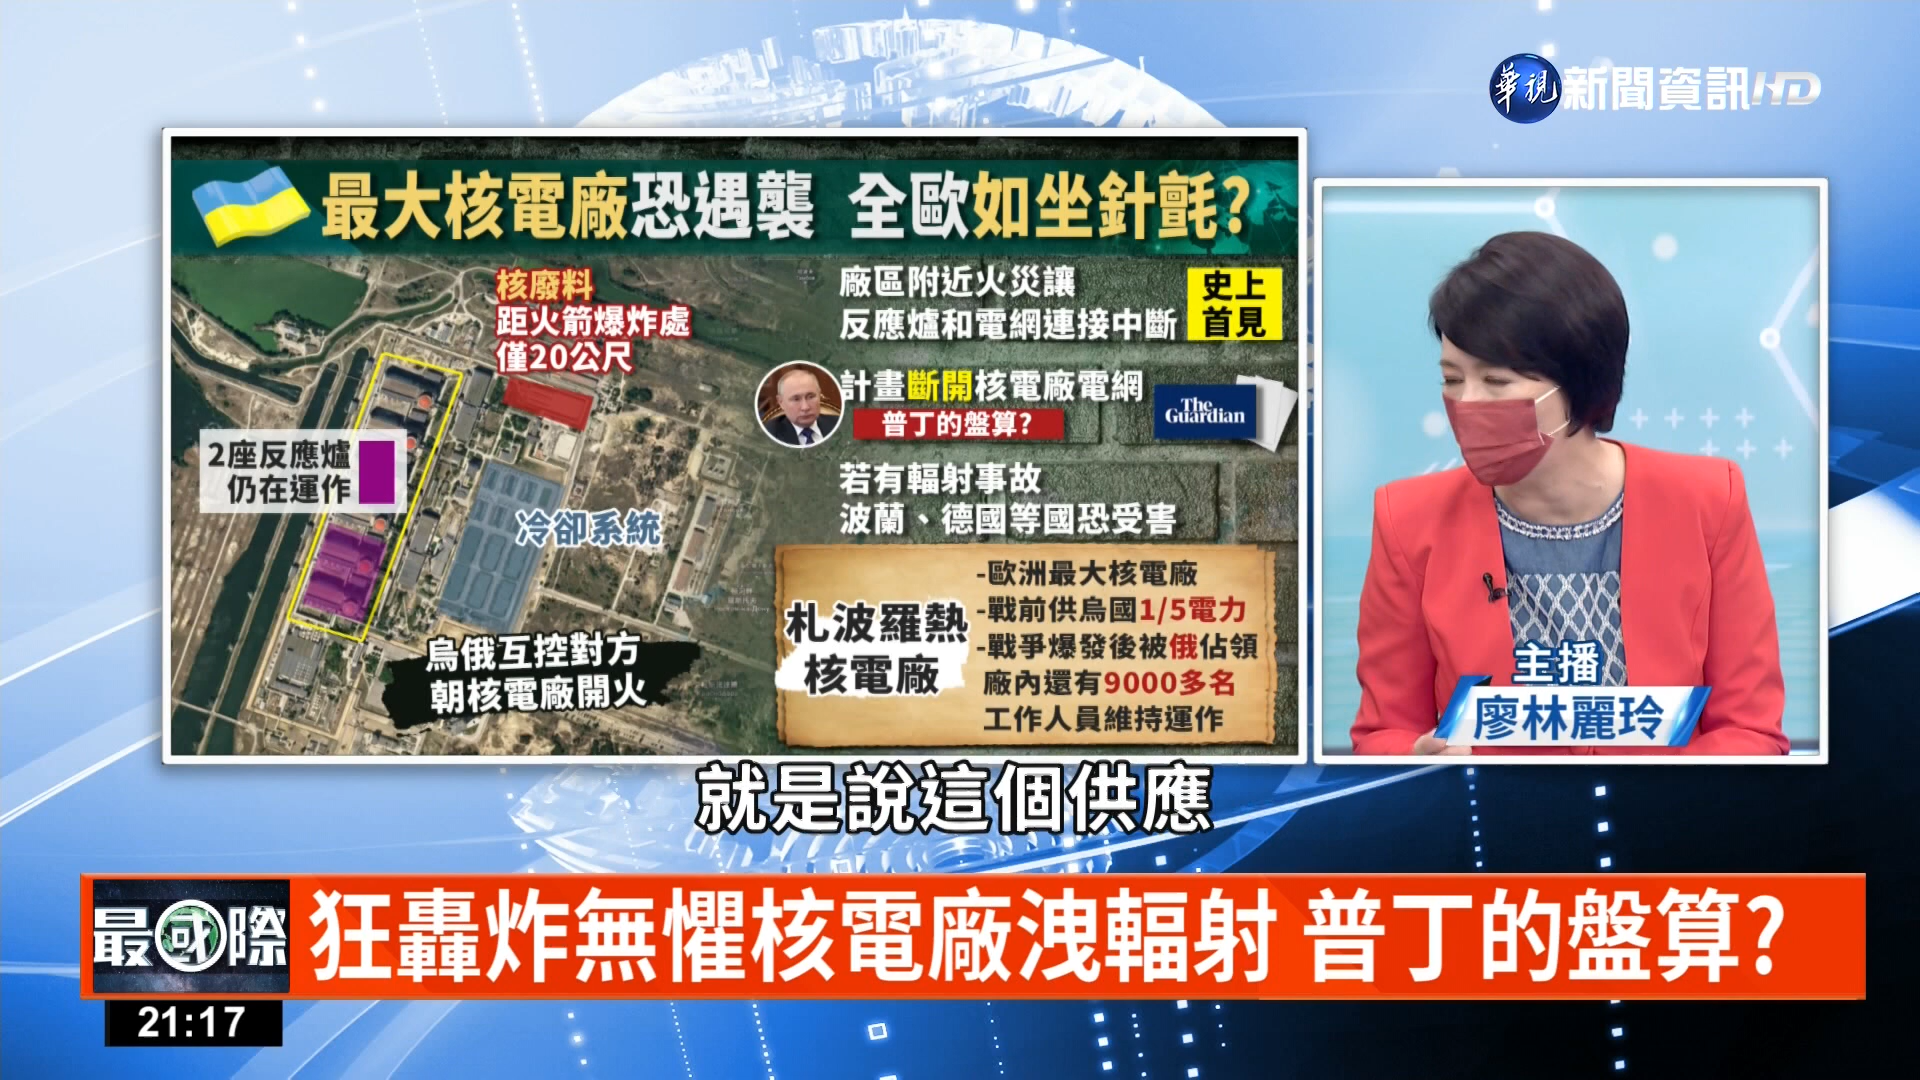 華視 新聞資訊HD
最大核電廠恐遇襲 全歐如坐針氈?
核廢料
距火箭爆炸處
僅20公尺
2座反應爐
仍在運作
冷卻系統
烏俄互控對方
朝核電廠開火
廠區附近火災讓
反應爐和電網連接中斷
史上
首見
計畫斷開核電廠電網
普丁的盤算?
The
Guardian
若有輻射事故
波蘭、德國等國恐受害
札波羅熱
核電廠
-歐洲最大核電廠
-戰前供烏國1/5電力
-戰爭爆發後被俄佔領
廠內還有9000多名
工作人員維持運作
主播
廖林麗玲
就是說這個供應
最國際
狂轟炸無懼核電廠洩輻射 普丁的盤算?
21:17